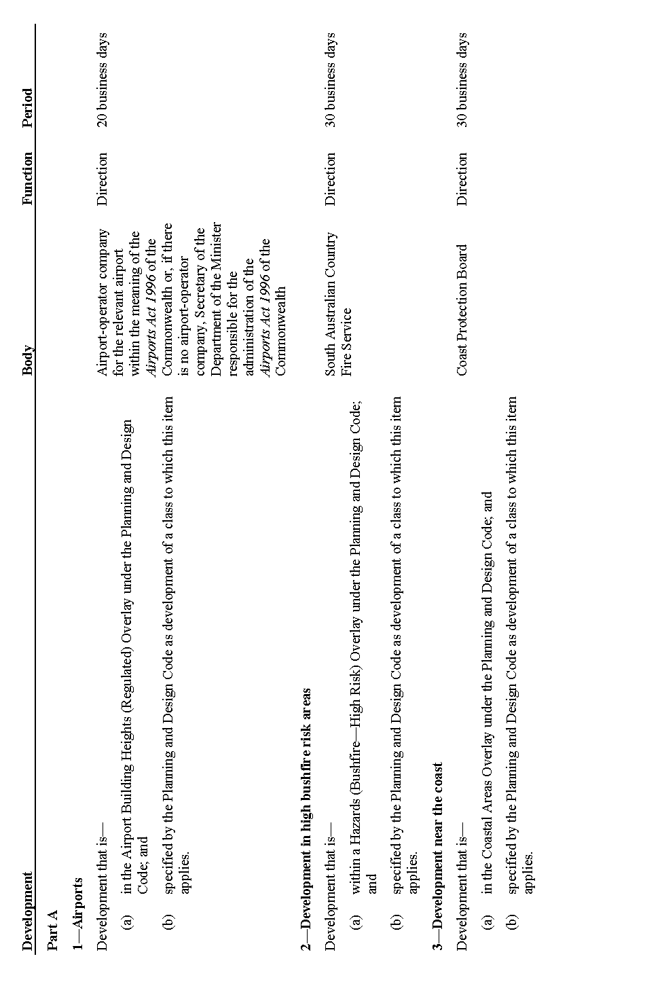 Development Body Function Period
Part A
1—Airports
Development that is— Airport-operator company Direction 20 business days
for the relevant airport
(a) in the Airport Building Heights (Regulated) Overlay under the Planning and Design within the meaning of the
Code; and Airports Act 1996 of the
(b) specified by the Planning and Design Code as development of a class to which this item Commonwealth or, if there
applies. is no airport-operator
company, Secretary of the
Department of the Minister
responsible for the
administration of the
Airports Act 1996 of the
Commonwealth
2—Development in high bushfire risk areas
Development that is— South Australian Country Direction 30 business days
Fire Service
(a) within a Hazards (Bushfire—High Risk) Overlay under the Planning and Design Code;
and
(b) specified by the Planning and Design Code as development of a class to which this item
applies.
3—Development near the coast
Development that is— Coast Protection Board Direction 30 business days
(a) in the Coastal Areas Overlay under the Planning and Design Code; and
(b) specified by the Planning and Design Code as development of a class to which this item
applies.